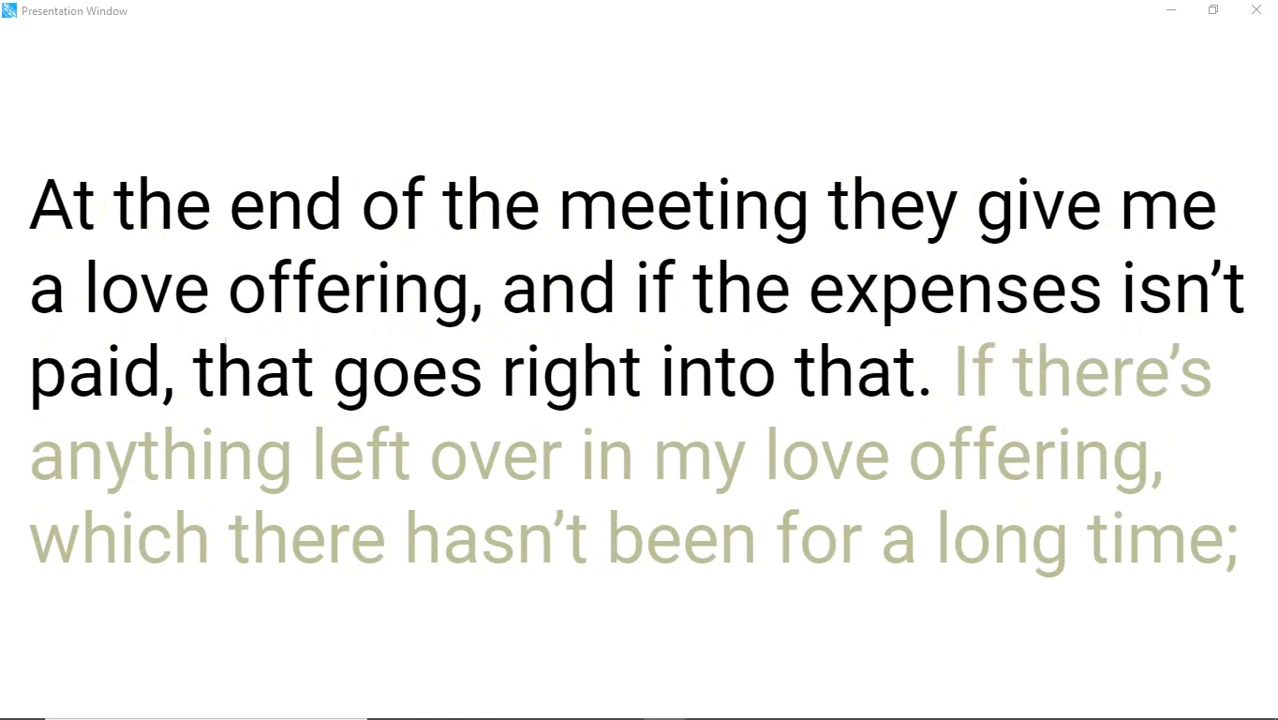 Presentation Window
At the end of the meeting they give me
a love offering, and if the expenses isn’t
paid, that goes right into that. If there’s
anything left over in my love offering,
which there hasn’t been for a long time;